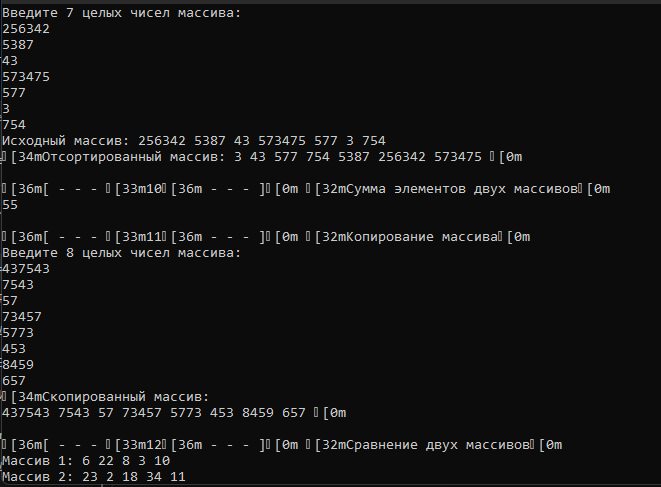 Введите 7 целых чисел массива:
256342
5387
43
573475
577
3
754
Исходный массив: 256342 5387 43 573475 577 3 754
[34mОтсортированный массив: 3 43 577 754 5387 256342 573475 [0m
[36m[ - - - [33m10[36m - - - ][0m [32mСумма элементов двух массивов[0m
55
[36m[ - - - [33m11[36m - - - ][0m [32mКопирование массива[0m
Введите 8 целых чисел массива:
437543
7543
57
73457
5773
453
8459
657
[34mСкопированный массив:
437543 7543 57 73457 5773 453 8459 657 [0m
[36m[ - - - [33m12[36m - - - ][0m [32mСравнение двух массивов[0m
Массив 1: 6 22 8 3 10
Массив 2: 23 2 18 34 11